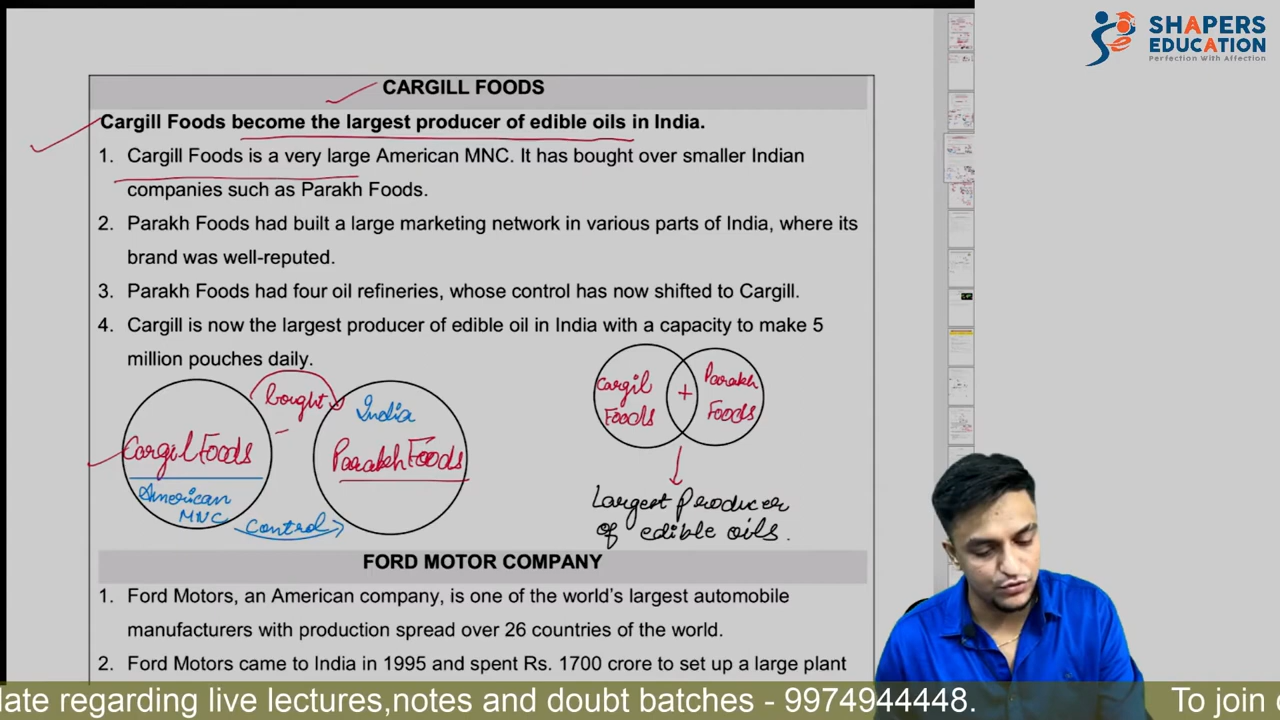 SHAPERS
EDUCATION
Perfection With Affection
CARGILL FOODS
Cargill Foods become the largest producer of edible oils in India.
1. Cargill Foods is a very large American MNC. It has bought over smaller Indian
companies such as Parakh Foods.
2. Parakh Foods had built a large marketing network in various parts of India, where its
brand was well-reputed.
3. Parakh Foods had four oil refineries, whose control has now shifted to Cargill.
4. Cargill is now the largest producer of edible oil in India with a capacity to make 5
million pouches daily.
Cargil Foods
American
MNC
bought
control
India
Parakh Foods
Cargil
Foods
+
Parakh
Foods
Largest Producer
of edible oils.
FORD MOTOR COMPANY
1. Ford Motors, an American company, is one of the world's largest automobile
manufacturers with production spread over 26 countries of the world.
2. Ford Motors came to India in 1995 and spent Rs. 1700 crore to set up a large plant
late regarding live lectures,notes and doubt batches - 9974944448. To join